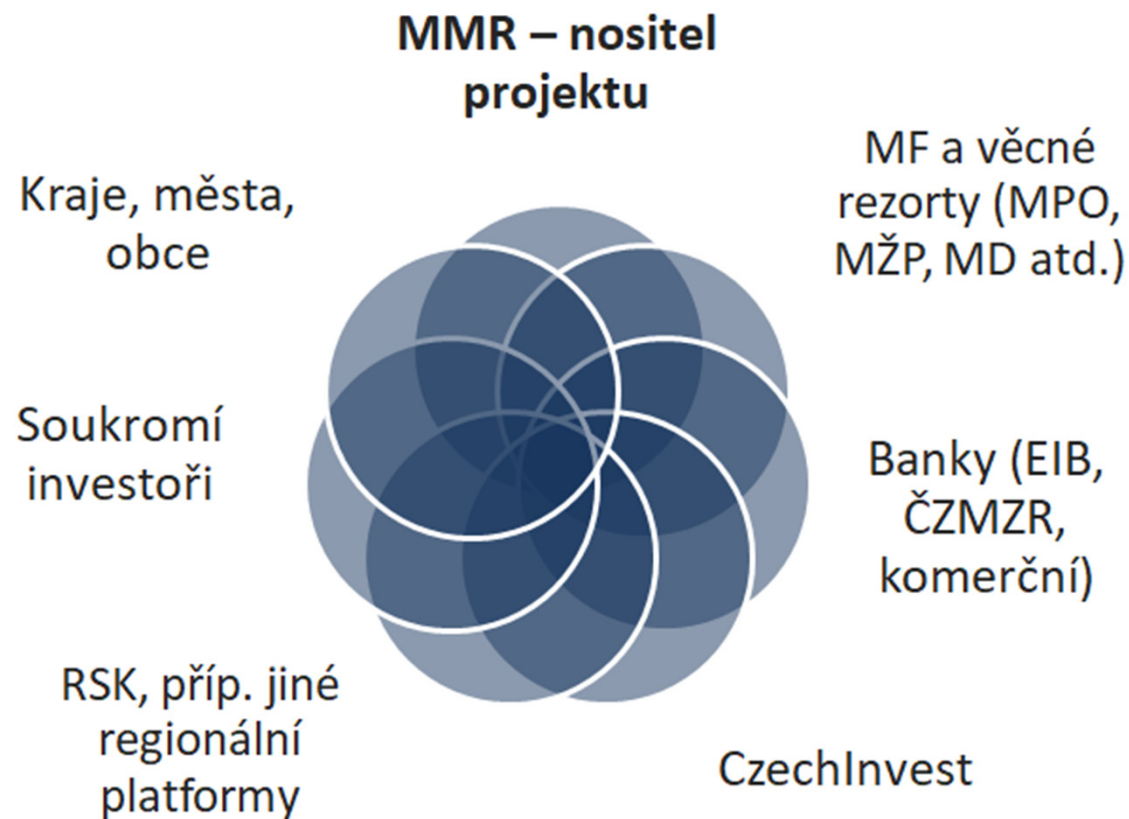 MMR – nositel
projektu
MF a věcné
rezorty (MPO,
MŽP, MD atd.)
Banky (EIB,
ČZMZR,
komerční)
CzechInvest
RSK, příp. jiné
regionální
platformy
Soukromí
investoři
Kraje, města,
obce